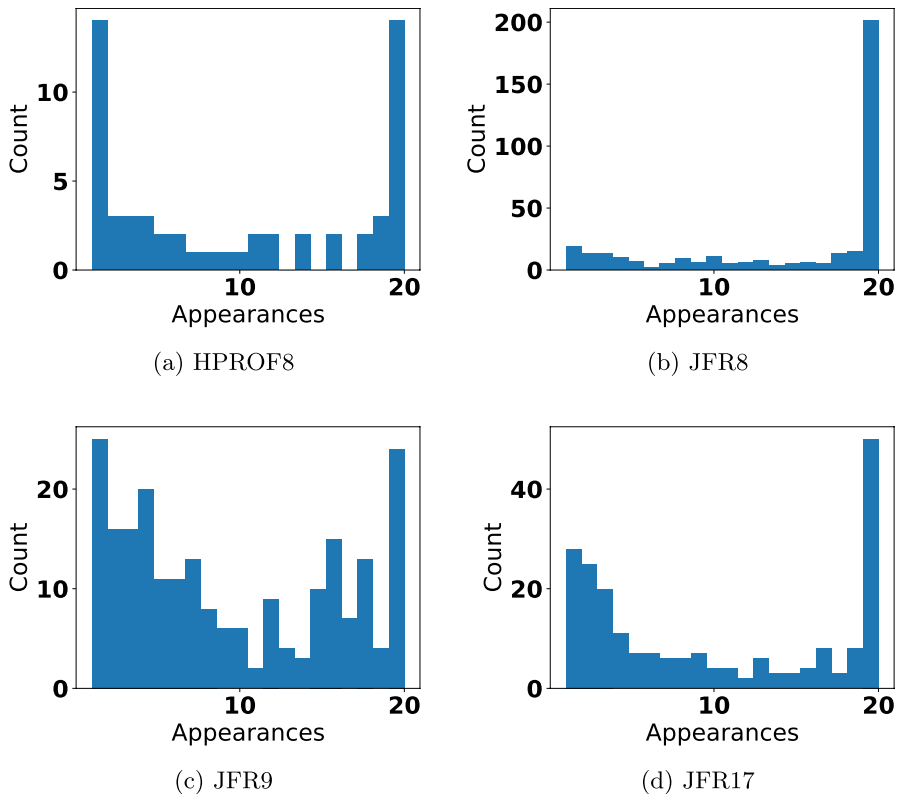 Count
10
5
0
10 20
Appearances
(a) HPROF8
200
150
100
50
0
10 20
Appearances
(b) JFR8
Count
20
10
0
10 20
Appearances
(c) JFR9
Count
40
20
0
10 20
Appearances
(d) JFR17
Count